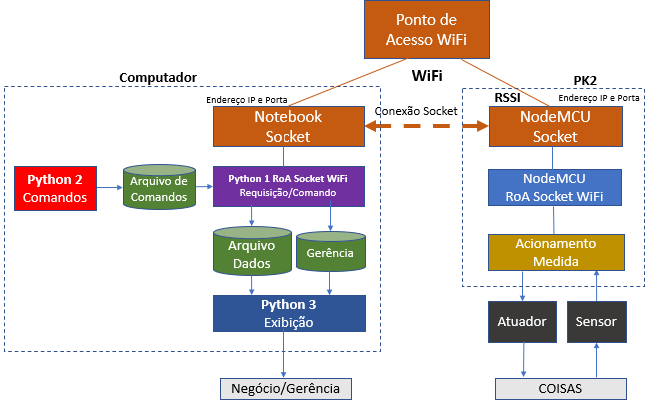 Ponto de
Acesso WiFi
Computador
WiFi
PK2
Endereço IP e Porta
RSSI
Endereço IP e Porta
Notebook
Socket
Conexão Socket
NodeMCU
Socket
Python 2
Comandos
Arquivo de
Comandos
Python 1 RoA Socket WiFi
Requisição/Comando
NodeMCU
RoA Socket WiFi
Arquivo
Dados
Gerência
Acionamento
Medida
Python 3
Exibição
Atuador
Sensor
Negócio/Gerência
COISAS